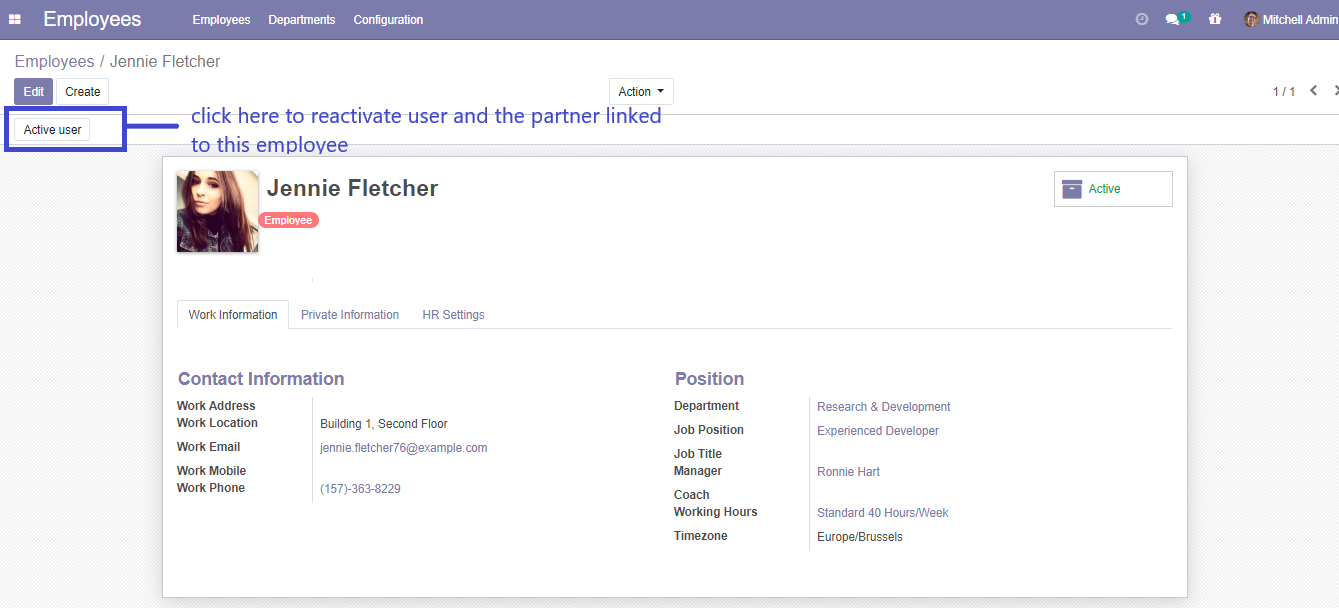 Employees Employees Departments Configuration 1 Mitchell Admin
Employees / Jennie Fletcher
Edit Create Action 1 / 1
Active user
click here to reactivate user and the partner linked
to this employee
Jennie Fletcher
Employee
Active
Work Information Private Information HR Settings
Contact Information
Work Address
Work Location Building 1, Second Floor
Work Email jennie.fletcher76@example.com
Work Mobile
Work Phone (157)-363-8229
Position
Department Research & Development
Job Position Experienced Developer
Job Title
Manager Ronnie Hart
Coach
Working Hours Standard 40 Hours/Week
Timezone Europe/Brussels